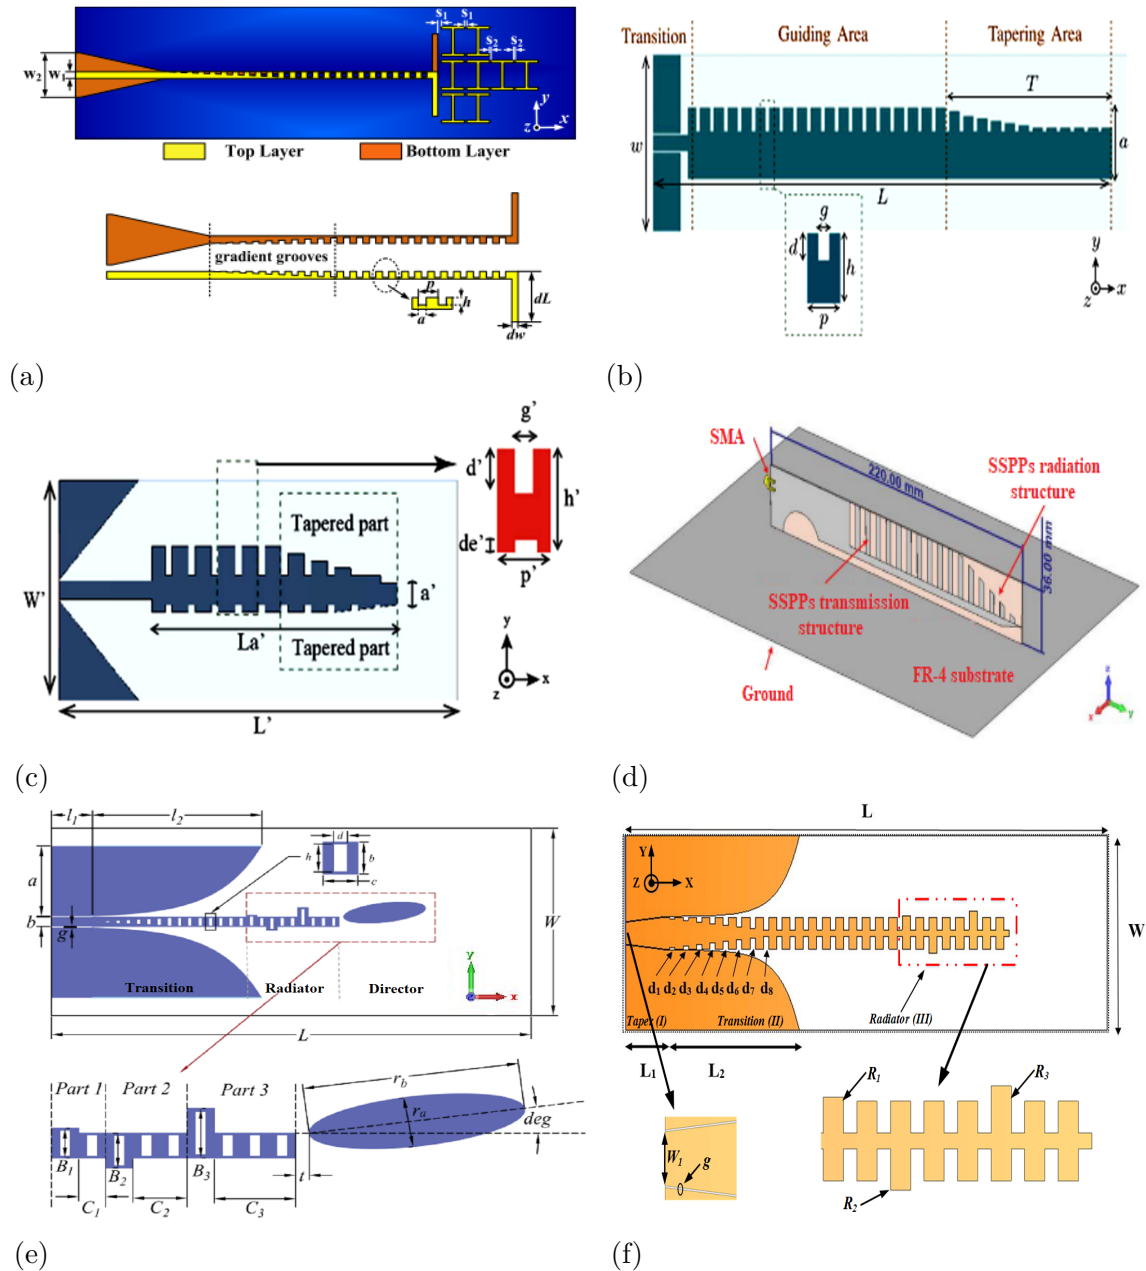 S1 S1
S2 S2
w2 w1
y
z x
Top Layer Bottom Layer
gradient grooves
p
h
a
dL
dw
(a)
Transition Guiding Area Tapering Area
T
w
a
L
g
d h
p
y
z x
(b)
g'
d'
h'
de'
p'
Tapered part
W'
a'
La'
Tapered part
y
z x
L'
(c)
SMA
220.00 mm
SSPPs radiation
structure
36.00 mm
SSPPs transmission
structure
FR-4 substrate
Ground
z
x y
(d)
l1 l2
d
h b
c
a
b
g
W
y
x
Transition Radiator Director
L
Part 1 Part 2 Part 3
rb
ra
deg
B1 B2 B3
t
C1 C2 C3
(e)
L
Y
Z X
W
d1 d2 d3 d4 d5 d6 d7 d8
Taper (I) Transition (II) Radiator (III)
L1 L2
R1 R3
W1 g
R2
(f)